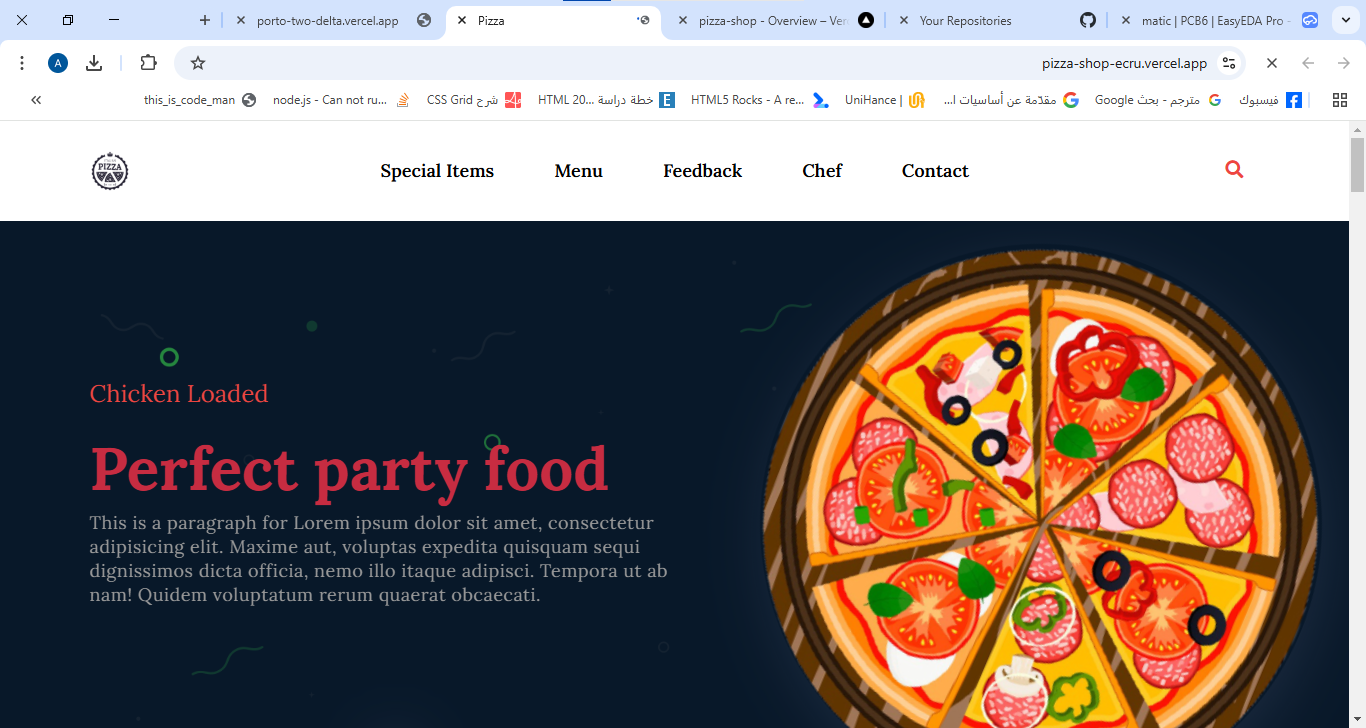 porto-two-delta.vercel.app
Pizza
pizza-shop - Overview – Ver
Your Repositories
matic | PCB6 | EasyEDA Pro -
A
pizza-shop-ecru.vercel.app
«
this_is_code_man
node.js - Can not ru...
CSS Grid شرح
HTML 20... خطة دراسة
HTML5 Rocks - A re...
UniHance |
مقدّمة عن أساسيات ا...
مترجم - بحث Google
فيسبوك
PIZZA
Special Items
Menu
Feedback
Chef
Contact
Chicken Loaded
Perfect party food
This is a paragraph for Lorem ipsum dolor sit amet, consectetur
adipisicing elit. Maxime aut, voluptas expedita quisquam sequi
dignissimos dicta officia, nemo illo itaque adipisci. Tempora ut ab
nam! Quidem voluptatum rerum quaerat obcaecati.